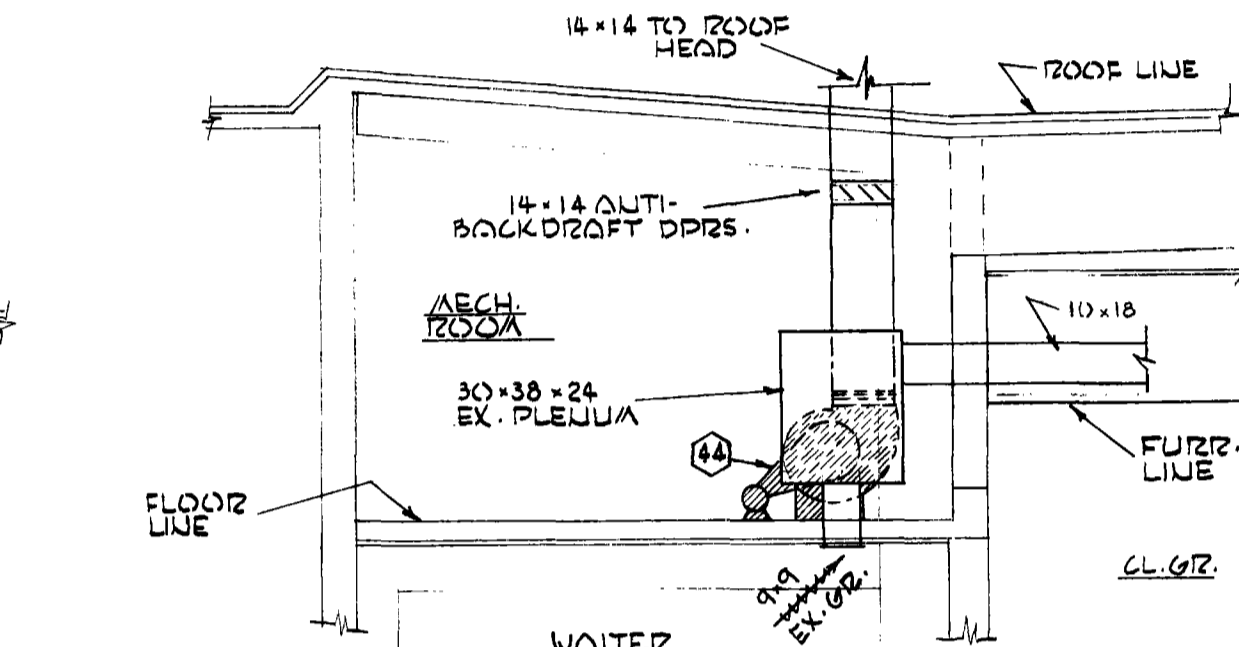 14×14 TO ROOF
HEAD
ROOF LINE
14×14 ANTI-
BACKDRAFT DPRS.
MECH.
ROOM
10×18
30×38×24
EX. PLENUM
44
FURR.
LINE
FLOOR
LINE
CL.GR.
9×9
EX.GR.